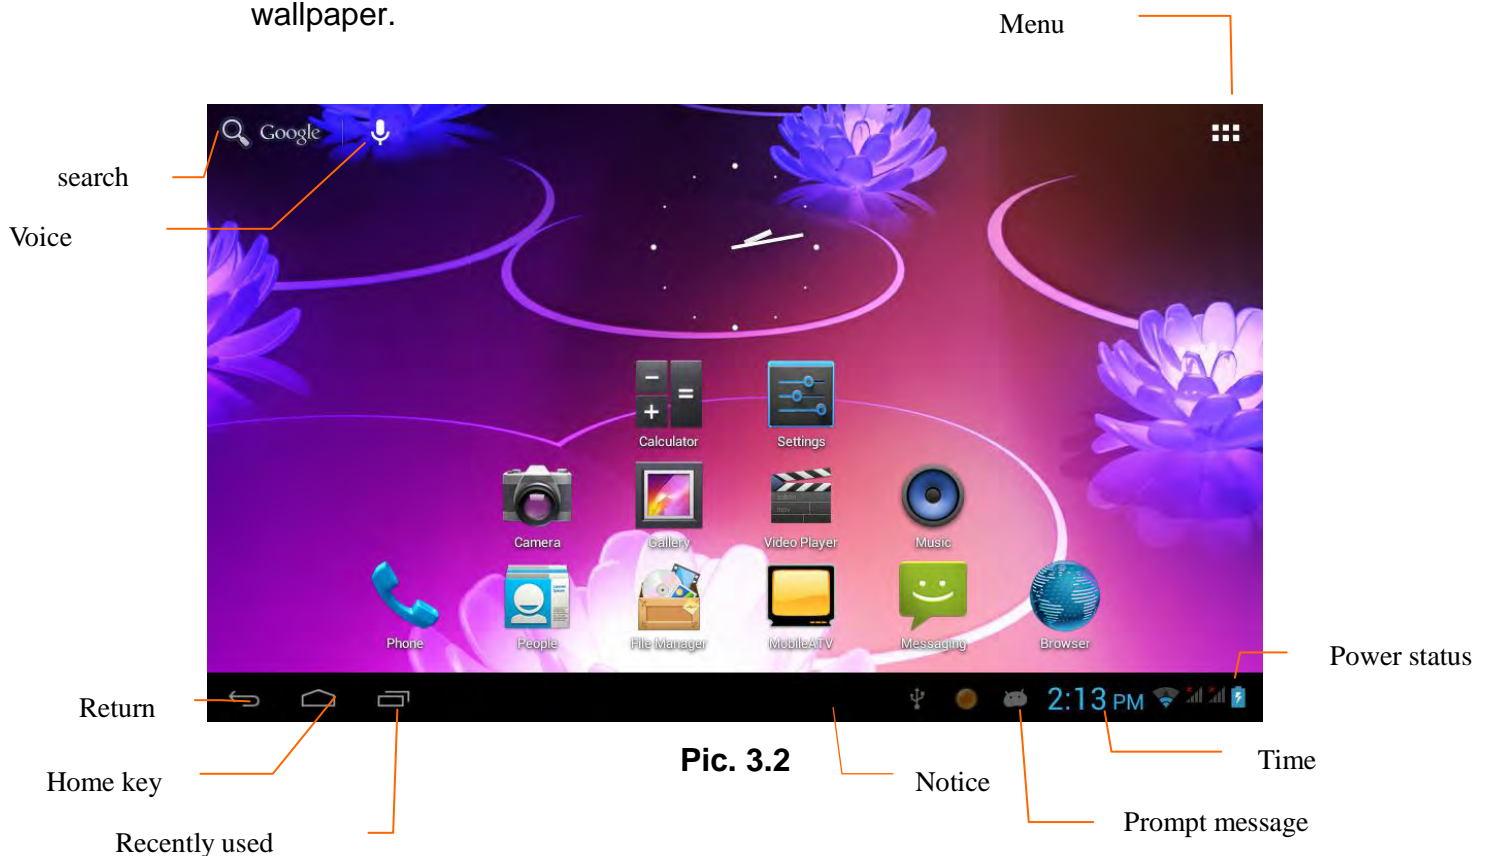 wallpaper.
Menu
Google
search
Voice
Calculator
Settings
Camera
Gallery
Video Player
Music
Phone
People
File Manager
MobileATV
Messaging
Browser
Power status
2:13 PM
Return
Pic. 3.2
Time
Home key
Notice
Prompt message
Recently used